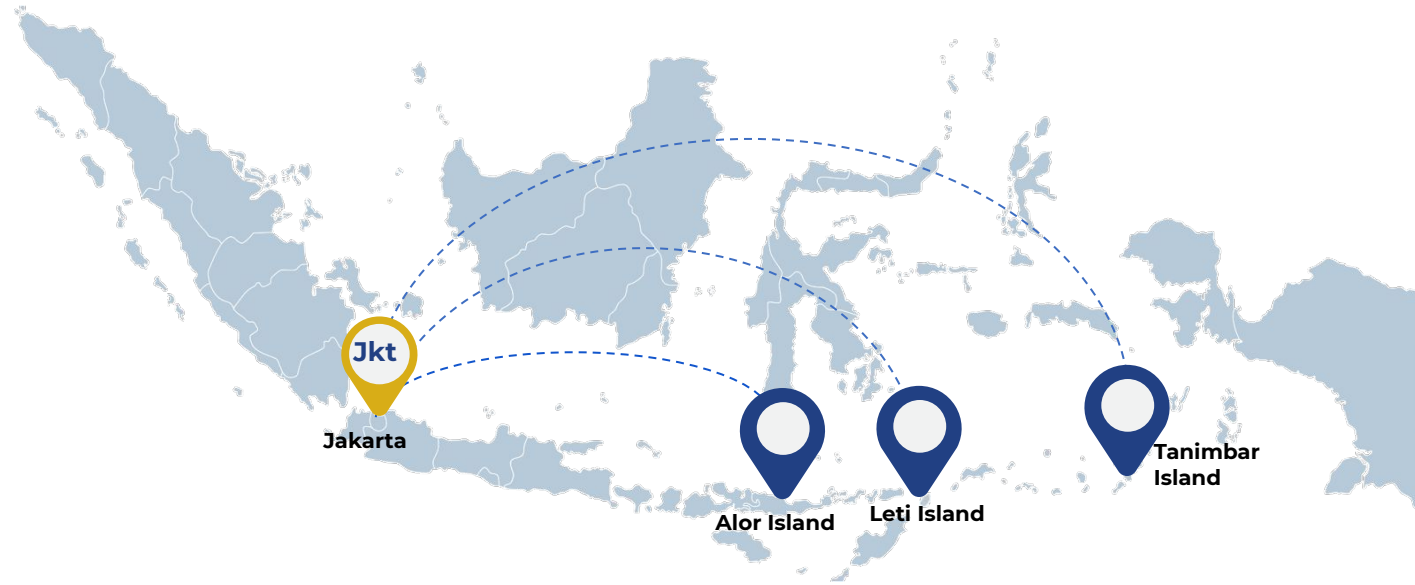 Jkt
Jakarta
Alor Island
Leti Island
Tanimbar
Island